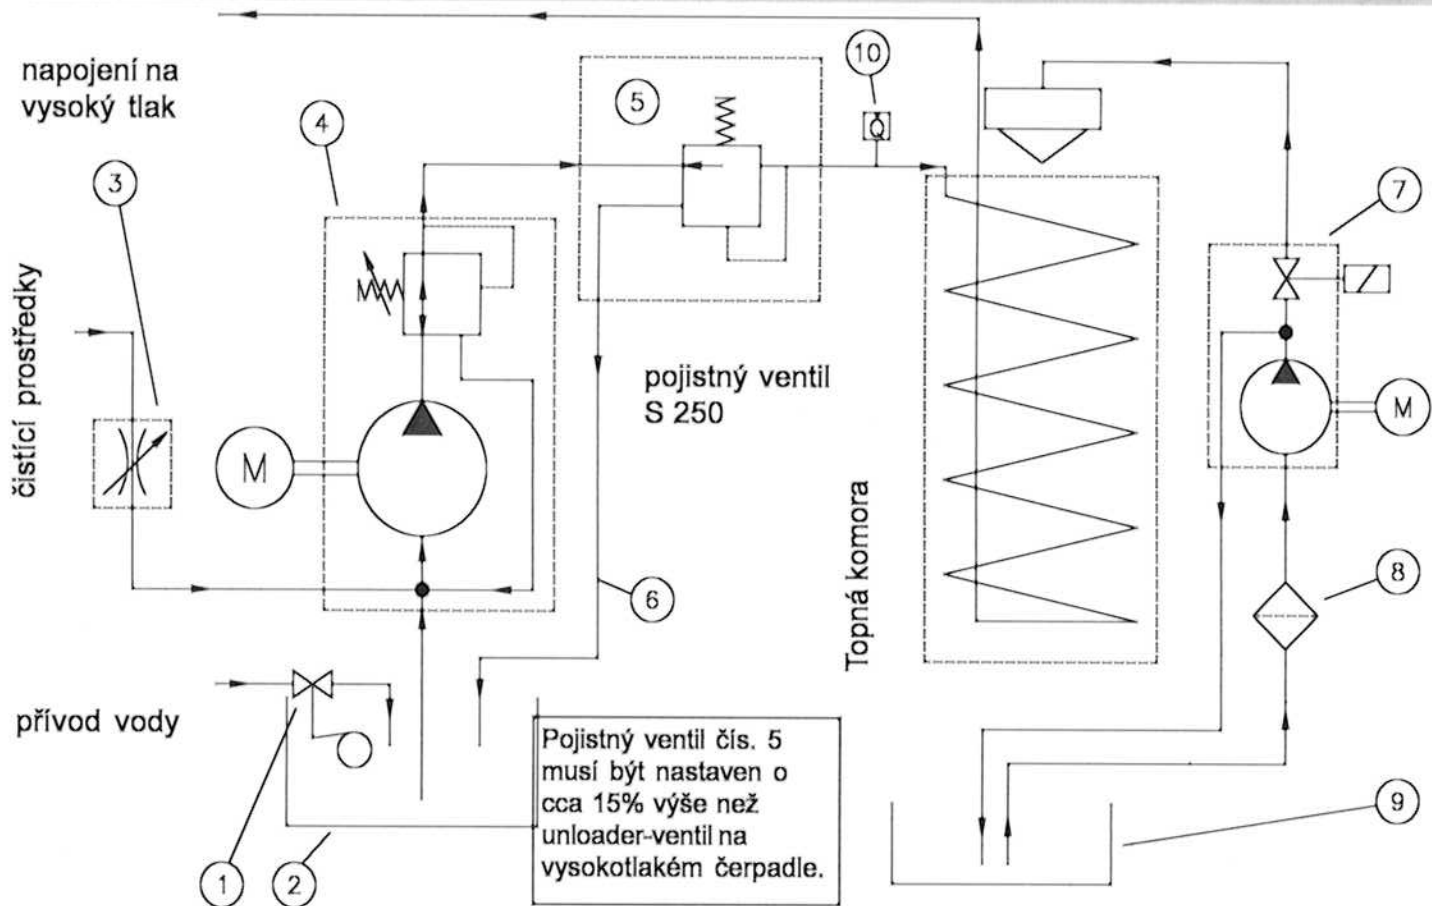 napojení na
vysoký tlak
4
5
10
3
7
Q
čistící prostředky
pojistný ventil
S 250
M
M
Topná komora
6
8
přívod vody
Pojistný ventil čís. 5
musí být nastaven o
cca 15% výše než
unloader-ventil na
vysokotlakém čerpadle.
9
1
2